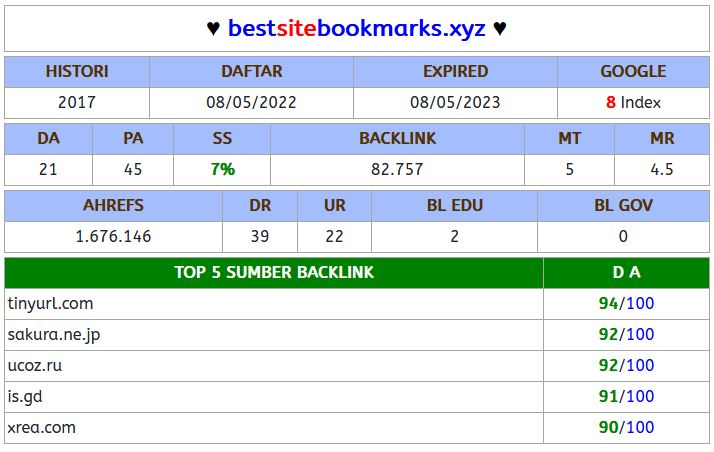 ♥ bestsitebookmarks.xyz ♥
HISTORI DAFTAR EXPIRED GOOGLE
2017 08/05/2022 08/05/2023 8 Index
DA PA SS BACKLINK MT MR
21 45 7% 82.757 5 4.5
AHREFS DR UR BL EDU BL GOV
1.676.146 39 22 2 0
TOP 5 SUMBER BACKLINK D A
tinyurl.com 94/100
sakura.ne.jp 92/100
ucoz.ru 92/100
is.gd 91/100
xrea.com 90/100